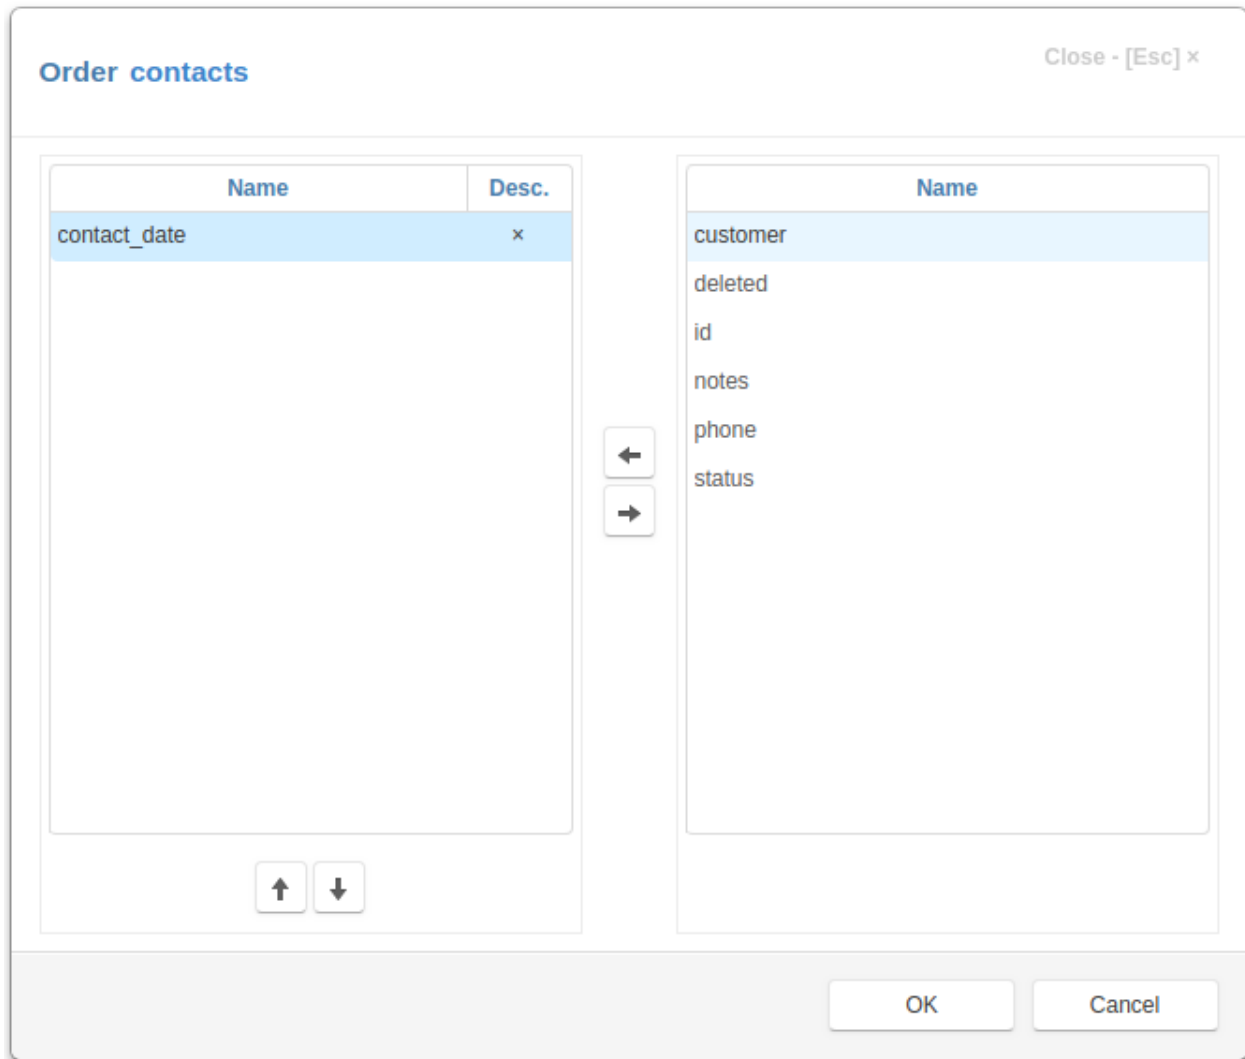 Order contacts
Close - [Esc] ×
Name Desc.
contact_date ×
Name
customer
deleted
id
notes
phone
status
OK Cancel